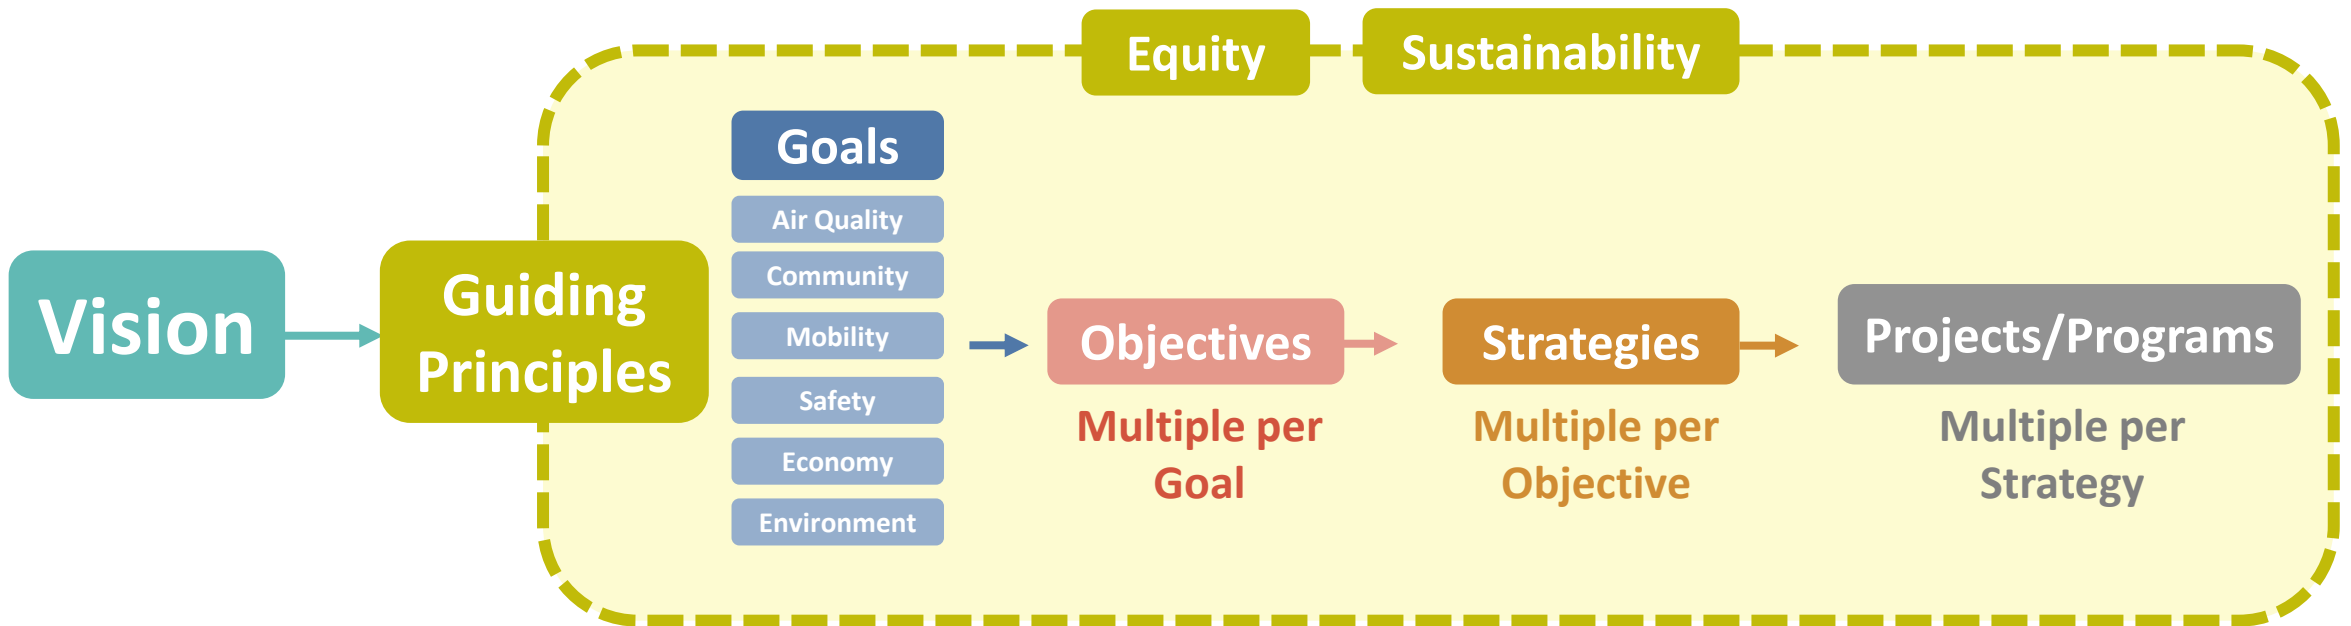 Equity
Sustainability
Vision
Guiding
Principles
Goals
Air Quality
Community
Mobility
Safety
Economy
Environment
Objectives
Multiple per
Goal
Strategies
Multiple per
Objective
Projects/Programs
Multiple per
Strategy